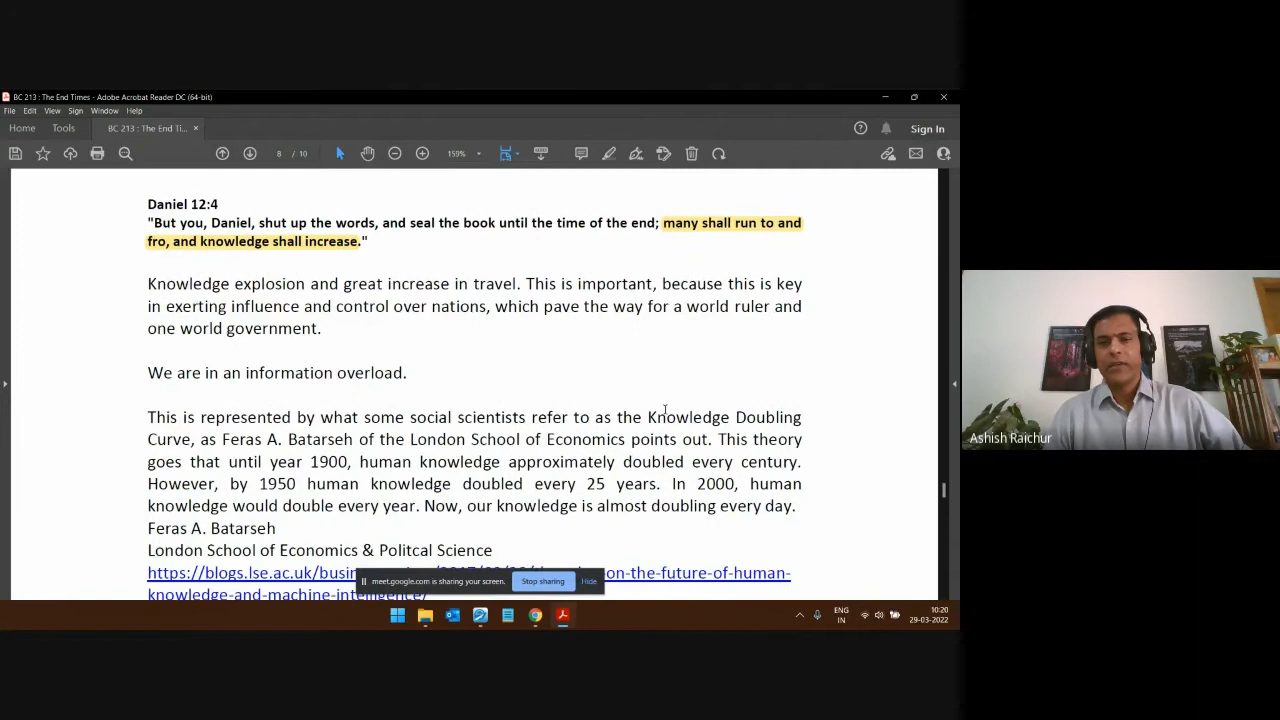 BC 213 : The End Times - Adobe Acrobat Reader DC (64-bit)
File Edit View Sign Window Help
Home Tools BC 213 : The End Ti... × Sign In
8 / 10 159%
Daniel 12:4
"But you, Daniel, shut up the words, and seal the book until the time of the end; many shall run to and
fro, and knowledge shall increase."
Knowledge explosion and great increase in travel. This is important, because this is key
in exerting influence and control over nations, which pave the way for a world ruler and
one world government.
We are in an information overload.
This is represented by what some social scientists refer to as the Knowledge Doubling
Curve, as Feras A. Batarseh of the London School of Economics points out. This theory
goes that until year 1900, human knowledge approximately doubled every century.
However, by 1950 human knowledge doubled every 25 years. In 2000, human
knowledge would double every year. Now, our knowledge is almost doubling every day.
Feras A. Batarseh
London School of Economics & Politcal Science
https://blogs.lse.ac.uk/busin on-the-future-of-human-
knowledge-and-machine-intelligence/
meet.google.com is sharing your screen. Stop sharing Hide
ENG
IN
10:20
29-03-2022
Ashish Raichur